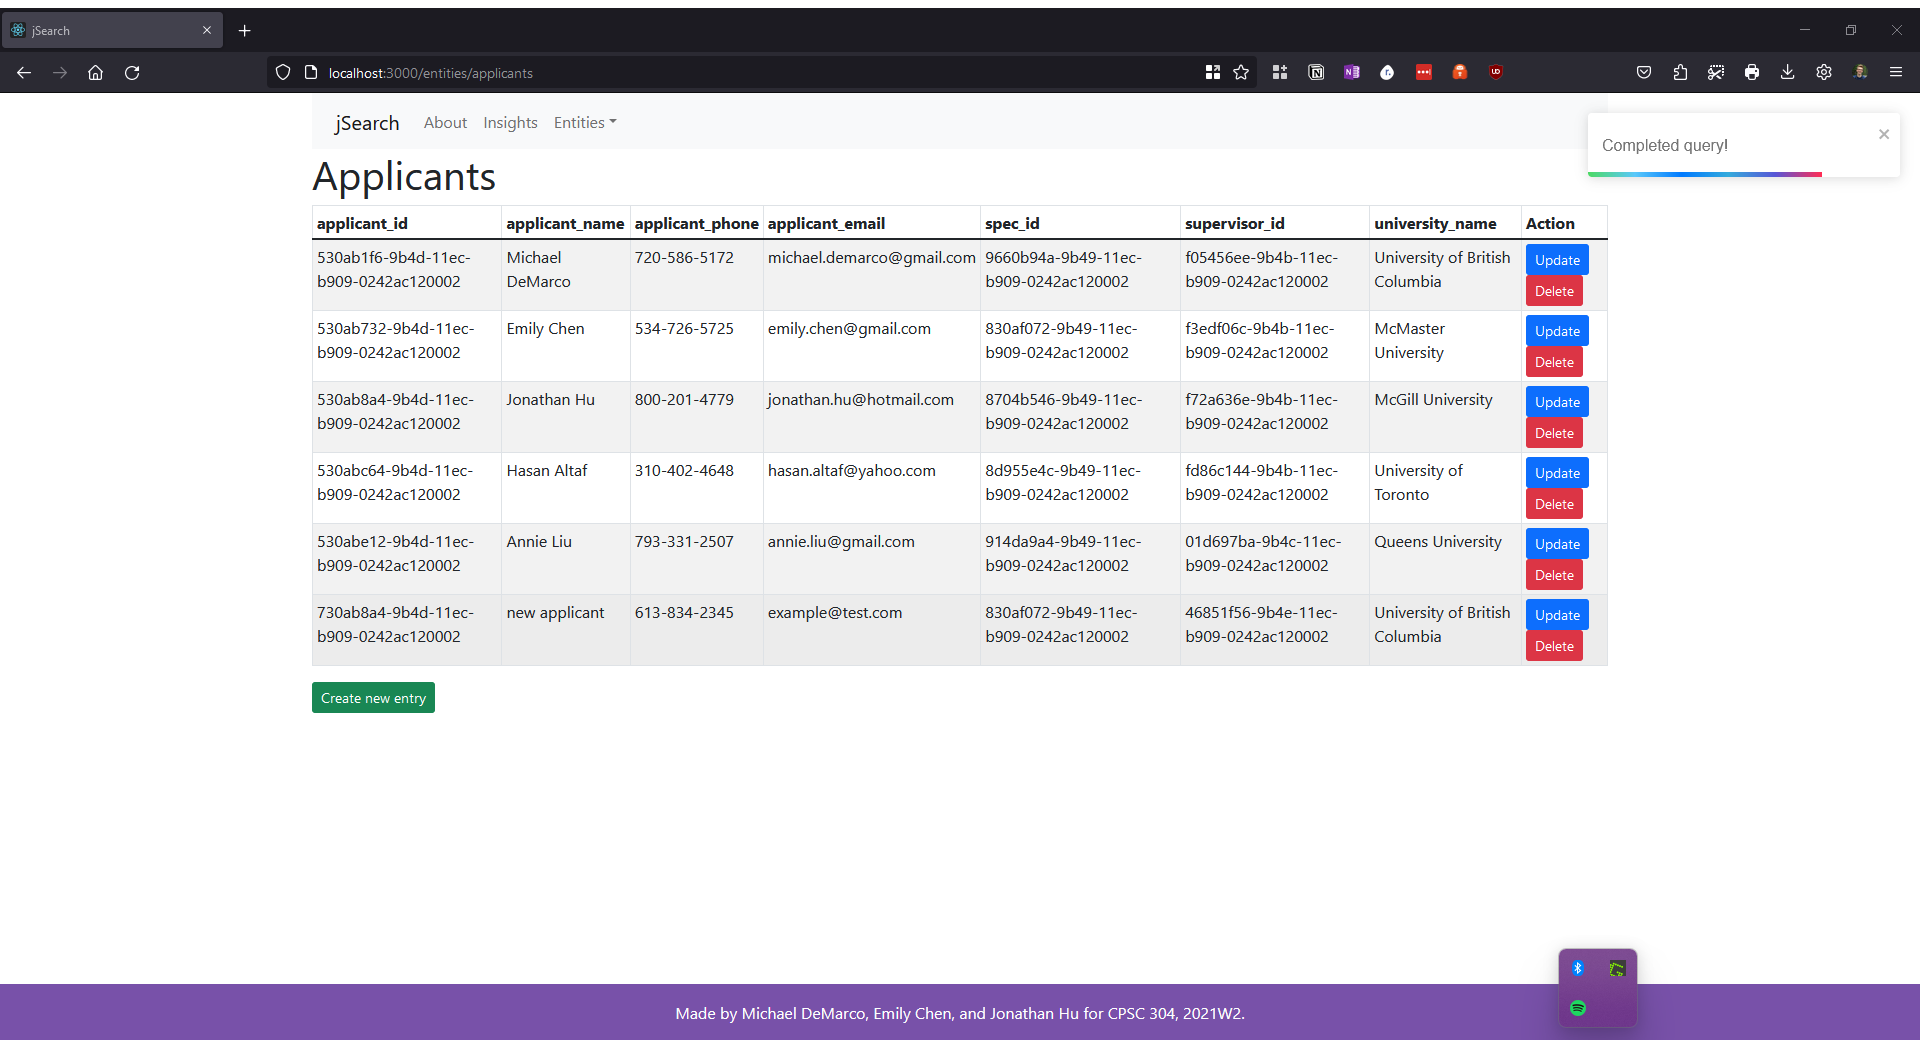 jSearch
localhost:3000/entities/applicants
jSearch About Insights Entities
Completed query!
Applicants
applicant_id applicant_name applicant_phone applicant_email spec_id supervisor_id university_name Action
530ab1f6-9b4d-11ec- Michael 720-586-5172 michael.demarco@gmail.com 9660b94a-9b49-11ec- f05456ee-9b4b-11ec- University of British Update
b909-0242ac120002 DeMarco b909-0242ac120002 b909-0242ac120002 Columbia Delete
530ab732-9b4d-11ec- Emily Chen 534-726-5725 emily.chen@gmail.com 830af072-9b49-11ec- f3edf06c-9b4b-11ec- McMaster Update
b909-0242ac120002 b909-0242ac120002 b909-0242ac120002 University Delete
530ab8a4-9b4d-11ec- Jonathan Hu 800-201-4779 jonathan.hu@hotmail.com 8704b546-9b49-11ec- f72a636e-9b4b-11ec- McGill University Update
b909-0242ac120002 b909-0242ac120002 b909-0242ac120002 Delete
530abc64-9b4d-11ec- Hasan Altaf 310-402-4648 hasan.altaf@yahoo.com 8d955e4c-9b49-11ec- fd86c144-9b4b-11ec- University of Update
b909-0242ac120002 b909-0242ac120002 b909-0242ac120002 Toronto Delete
530abe12-9b4d-11ec- Annie Liu 793-331-2507 annie.liu@gmail.com 914da9a4-9b49-11ec- 01d697ba-9b4c-11ec- Queens University Update
b909-0242ac120002 b909-0242ac120002 b909-0242ac120002 Delete
730ab8a4-9b4d-11ec- new applicant 613-834-2345 example@test.com 830af072-9b49-11ec- 46851f56-9b4e-11ec- University of British Update
b909-0242ac120002 b909-0242ac120002 b909-0242ac120002 Columbia Delete
Create new entry
Made by Michael DeMarco, Emily Chen, and Jonathan Hu for CPSC 304, 2021W2.